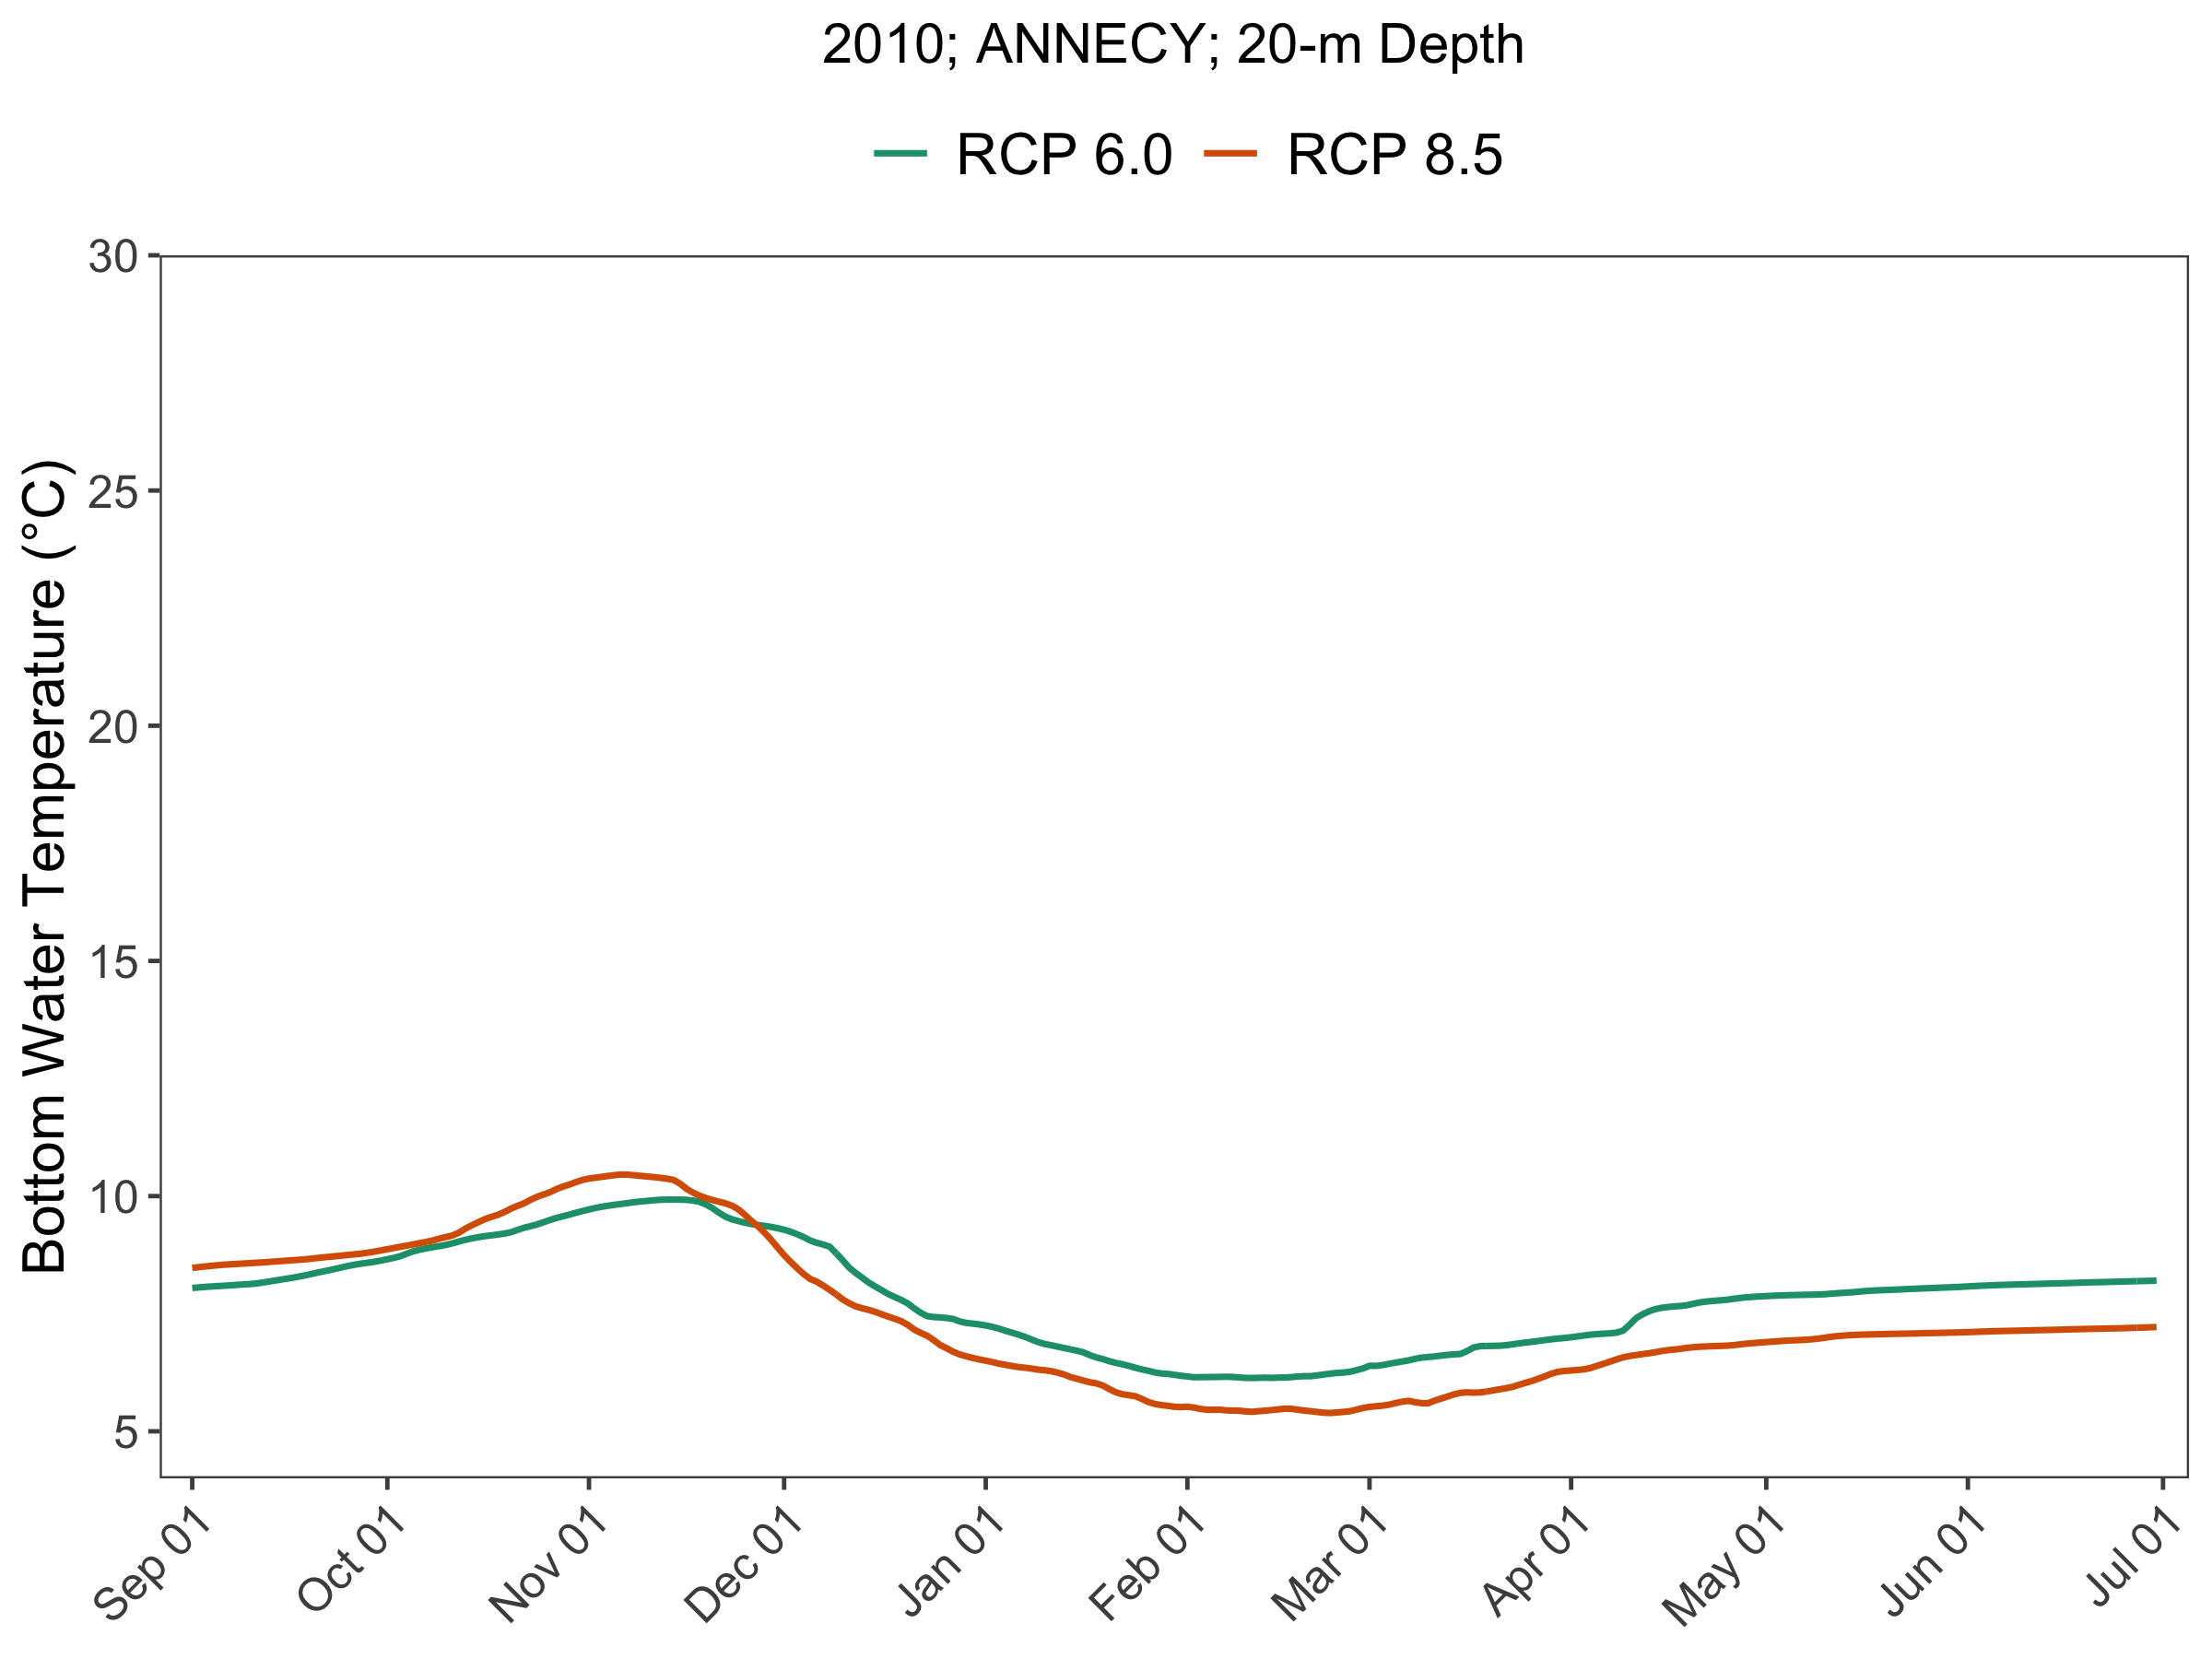 2010; ANNECY; 20-m Depth
RCP 6.0 RCP 8.5
Bottom Water Temperature (°C)
30
25
20
15
10
5
Sep 01
Oct 01
Nov 01
Dec 01
Jan 01
Feb 01
Mar 01
Apr 01
May 01
Jun 01
Jul 01